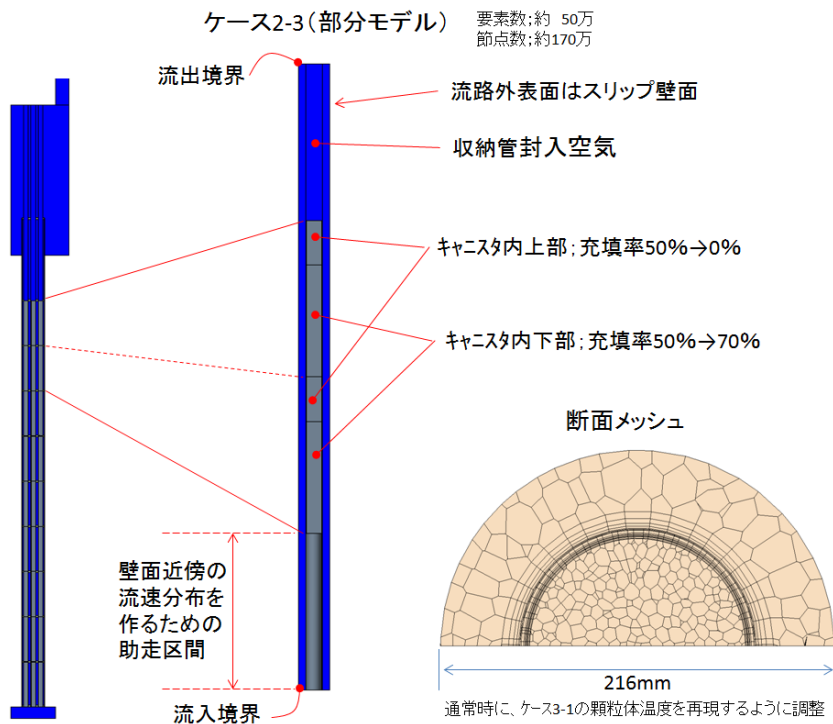 ケース2-3(部分モデル)
要素数;約 50万
節点数;約170万
流出境界
流路外表面はスリップ壁面
収納管封入空気
キャニスタ内上部;充填率50%→0%
キャニスタ内下部;充填率50%→70%
断面メッシュ
壁面近傍の
流速分布を
作るための
助走区間
流入境界
216mm
通常時に、ケース3-1の顆粒体温度を再現するように調整